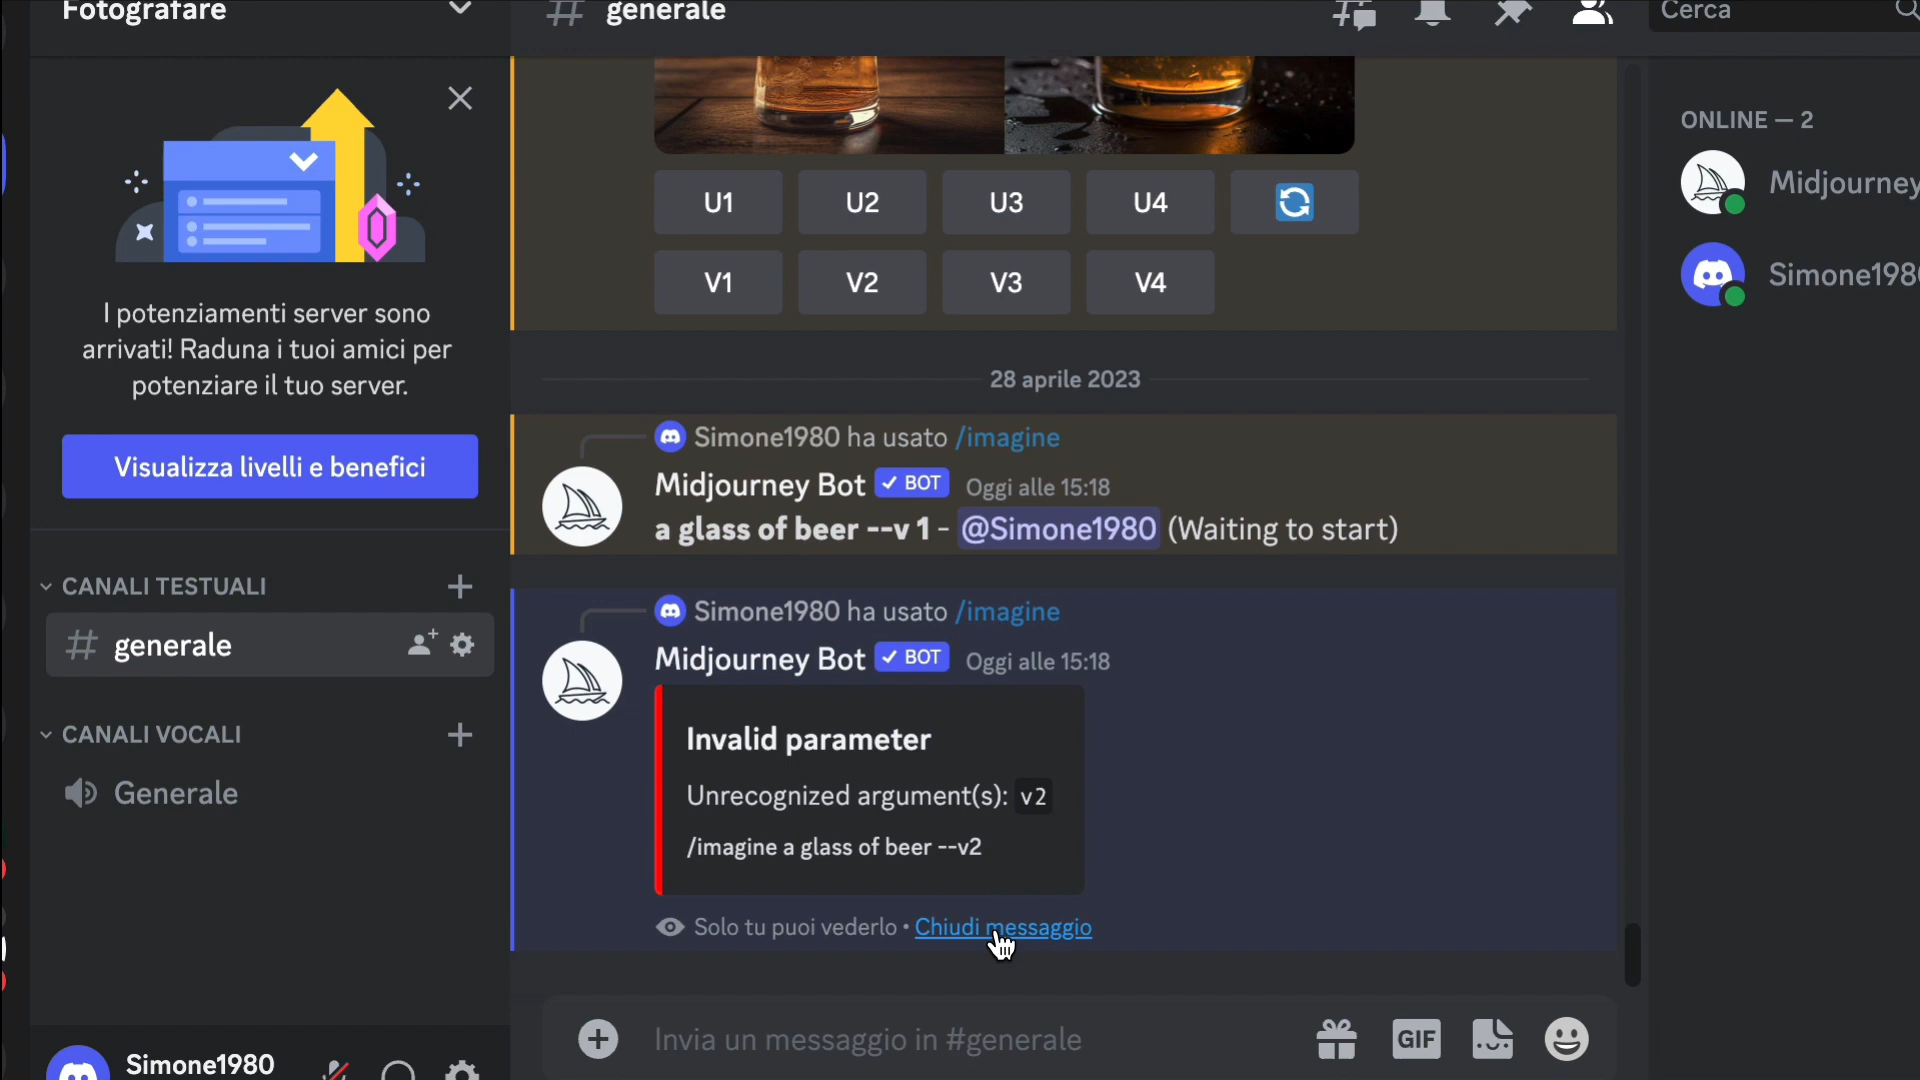 Fotografare
generale
Cerca
I potenziamenti server sono
arrivati! Raduna i tuoi amici per
potenziare il tuo server.
Visualizza livelli e benefici
CANALI TESTUALI
generale
CANALI VOCALI
Generale
Simone1980
U1 U2 U3 U4
V1 V2 V3 V4
28 aprile 2023
Simone1980 ha usato /imagine
Midjourney Bot BOT Oggi alle 15:18
a glass of beer --v 1 - @Simone1980 (Waiting to start)
Simone1980 ha usato /imagine
Midjourney Bot BOT Oggi alle 15:18
Invalid parameter
Unrecognized argument(s): v2
/imagine a glass of beer --v2
Solo tu puoi vederlo • Chiudi messaggio
Invia un messaggio in #generale
GIF
ONLINE — 2
Midjourney
Simone198